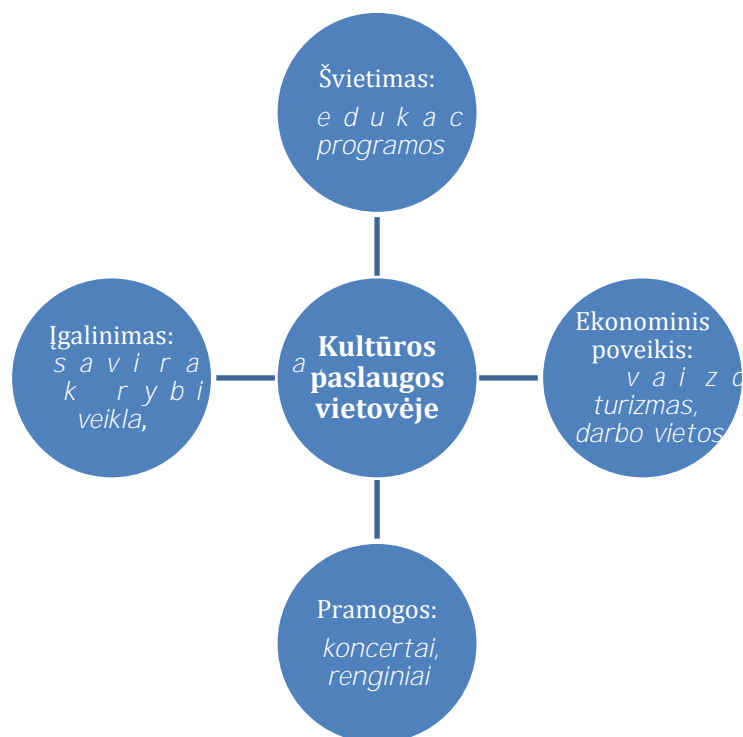 Švietimas:
e d u k a c
programos
Įgalinimas:
s a v i r a
k r y b i
veikla,
Kultūros
paslaugos
vietovėje
Ekonominis
poveikis:
v a i z d
turizmas,
darbo vietos
Pramogos:
koncertai,
renginiai